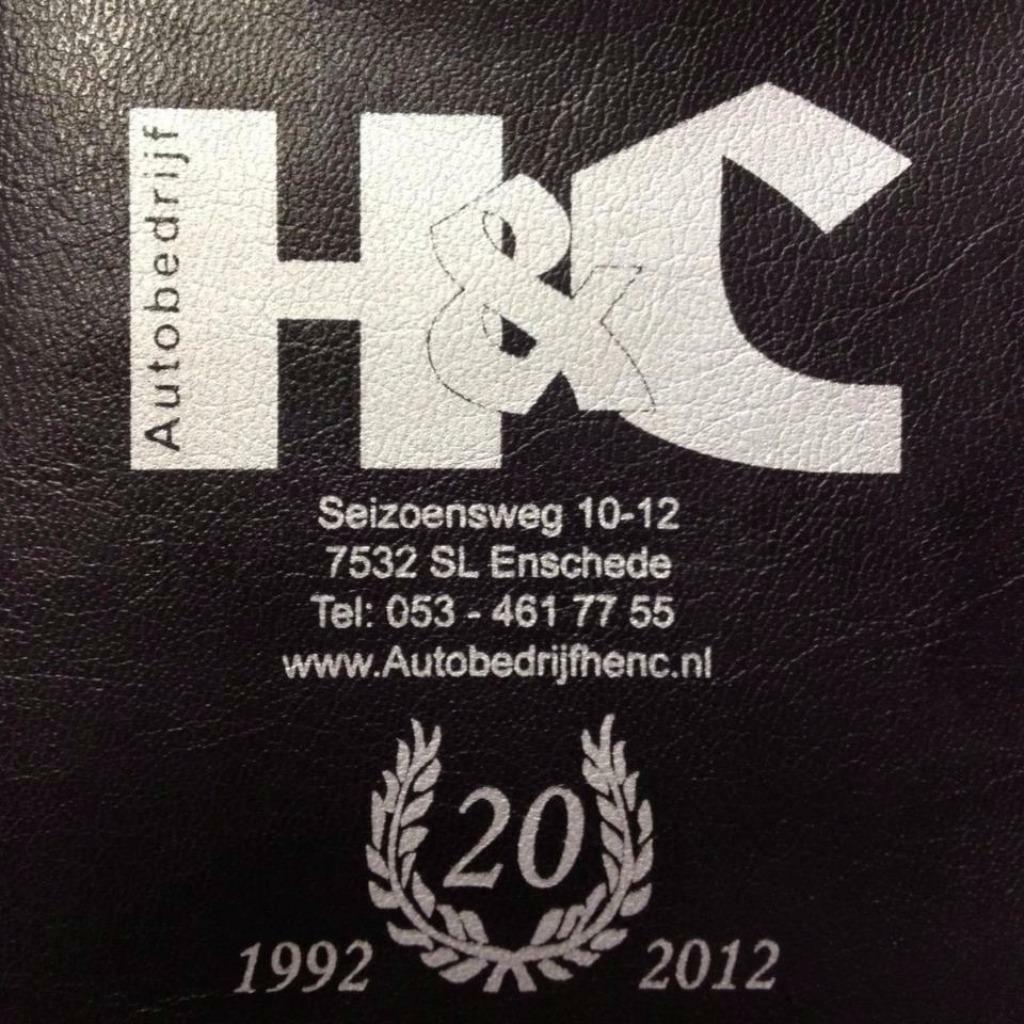 Autobedrijf
H&C
Seizoensweg 10-12
7532 SL Enschede
Tel: 053 - 461 77 55
www.Autobedrijfhenc.nl
20
1992 2012